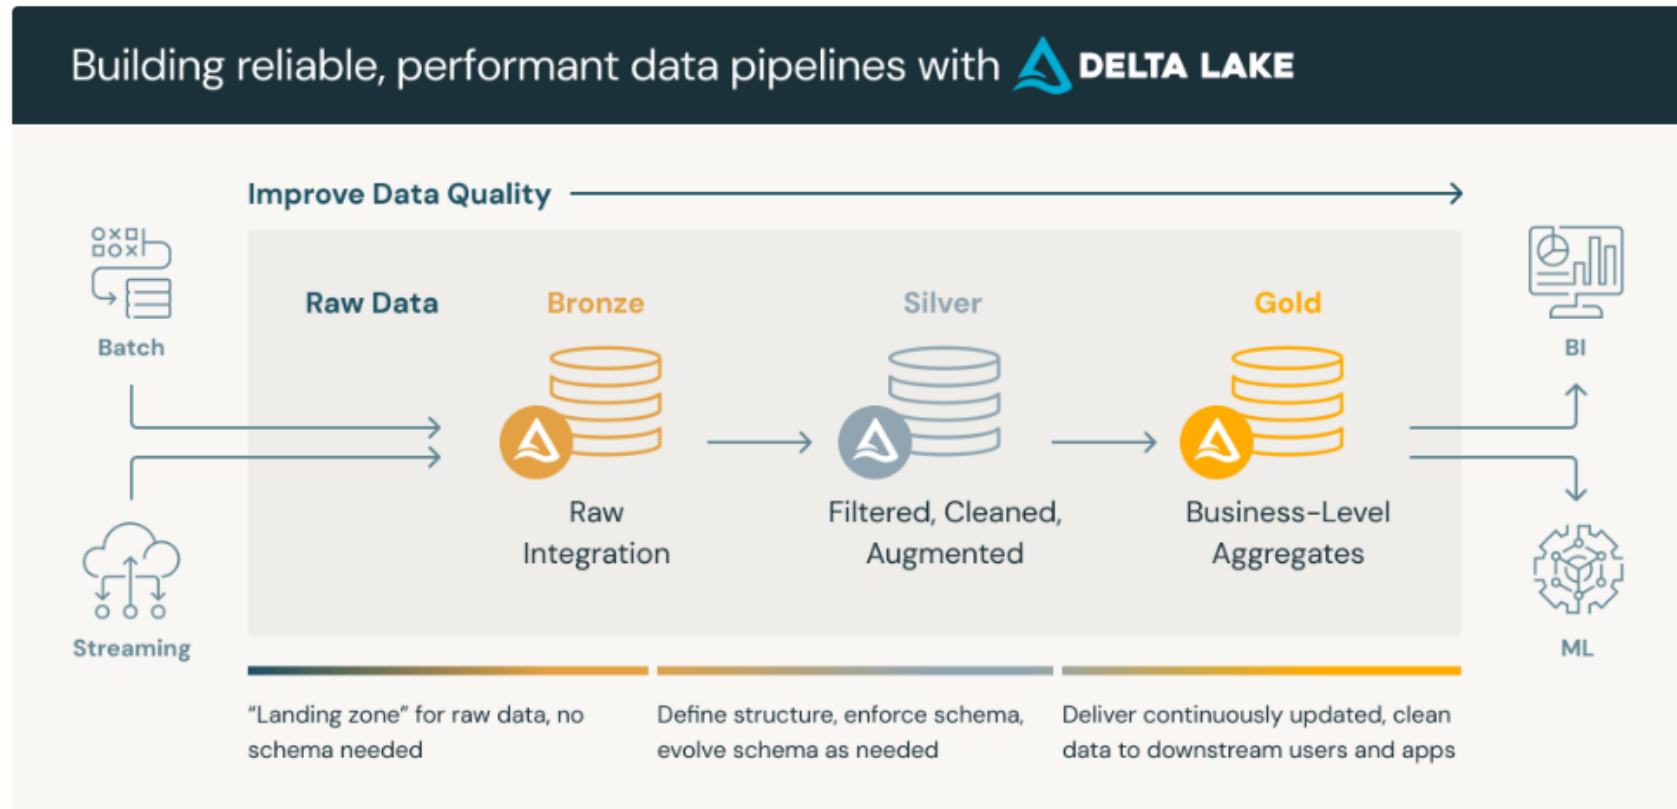 Building reliable, performant data pipelines with DELTA LAKE
Improve Data Quality
Batch
Streaming
Raw Data
Bronze
Silver
Gold
Raw
Integration
Filtered, Cleaned,
Augmented
Business-Level
Aggregates
BI
ML
"Landing zone" for raw data, no
schema needed
Define structure, enforce schema,
evolve schema as needed
Deliver continuously updated, clean
data to downstream users and apps